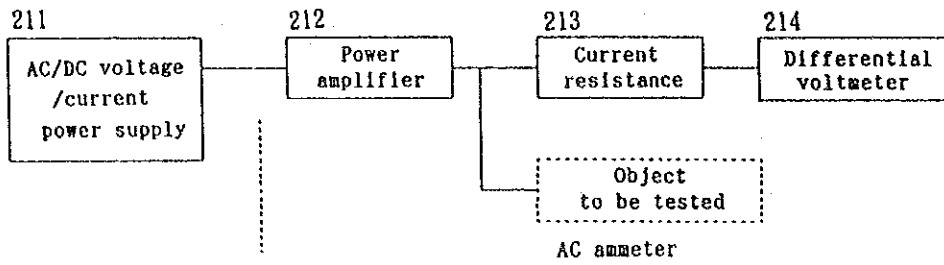 211
AC/DC voltage
/current
power supply
212
Power
amplifier
213
Current
resistance
214
Differential
voltmeter
Object
to be tested
AC ammeter